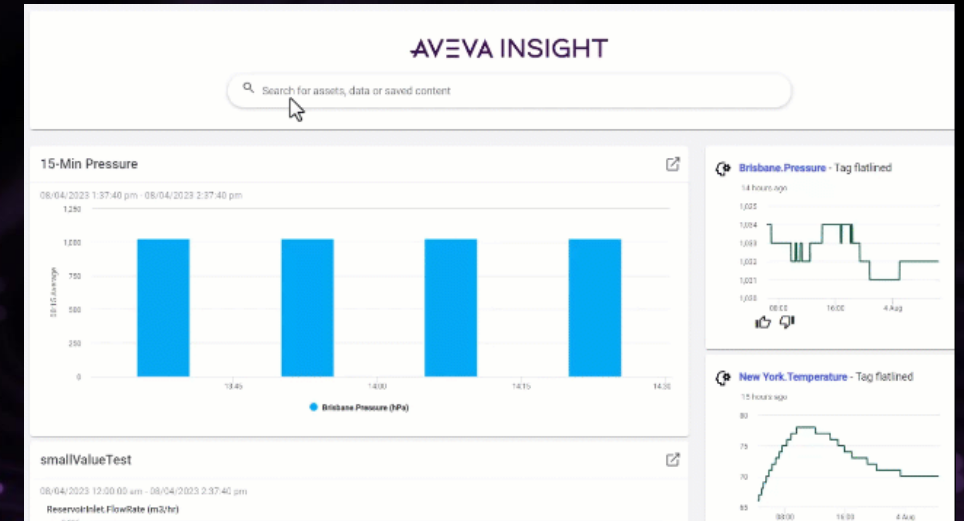 AVEVA INSIGHT
Search for assets, data or saved content
15-Min Pressure
08/04/2023 1:37:40 pm - 08/04/2023 2:37:40 pm
1,250
1,000
750
500
250
0
13:45
14:00
14:15
14:30
Brisbane.Pressure (hPa)
smallValueTest
08/04/2023 12:00:00 am - 08/04/2023 2:37:40 pm
ReservoirInlet.FlowRate (m3/hr)
Brisbane.Pressure - Tag flatlined
14 hours ago
1,025
1,024
1,023
1,022
1,021
1,020
08:00
16:00
4 Aug
New York.Temperature - Tag flatlined
15 hours ago
80
75
70
65
08:00
16:00
4 Aug